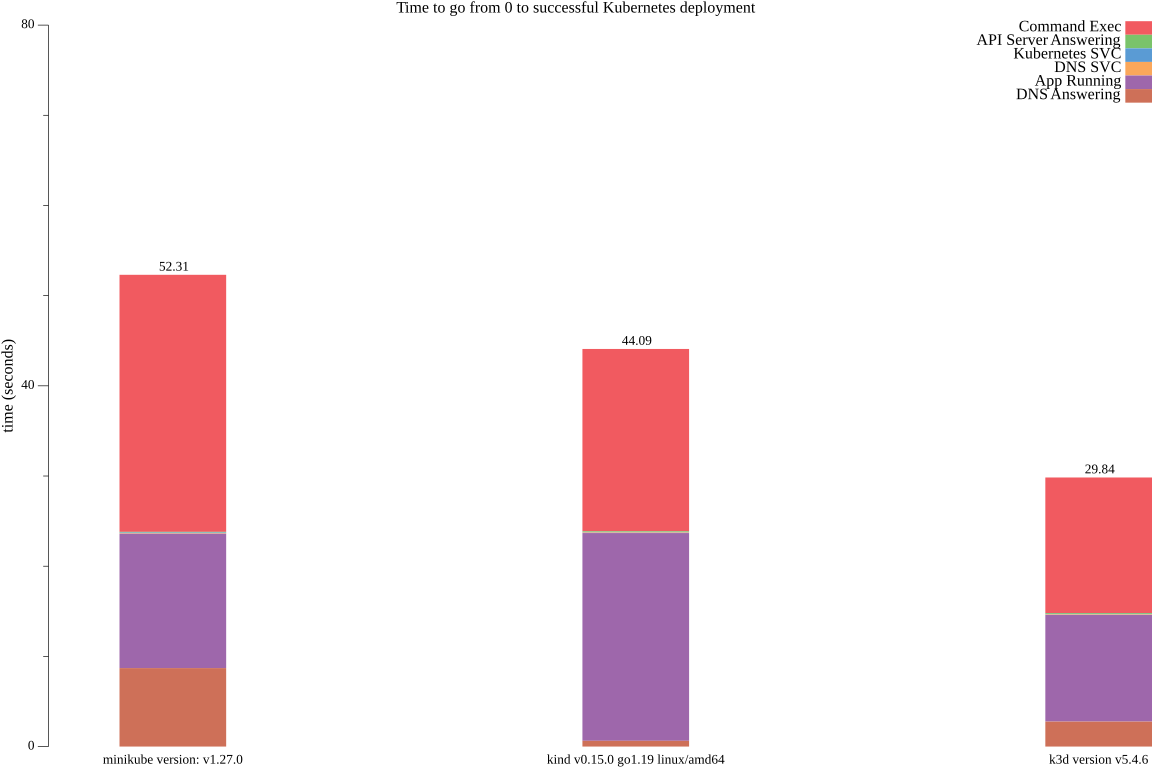 Time to go from 0 to successful Kubernetes deployment
80
Command Exec
API Server Answering
Kubernetes SVC
DNS SVC
App Running
DNS Answering
52.31
44.09
time (seconds)
40
29.84
0
minikube version: v1.27.0
kind v0.15.0 go1.19 linux/amd64
k3d version v5.4.6